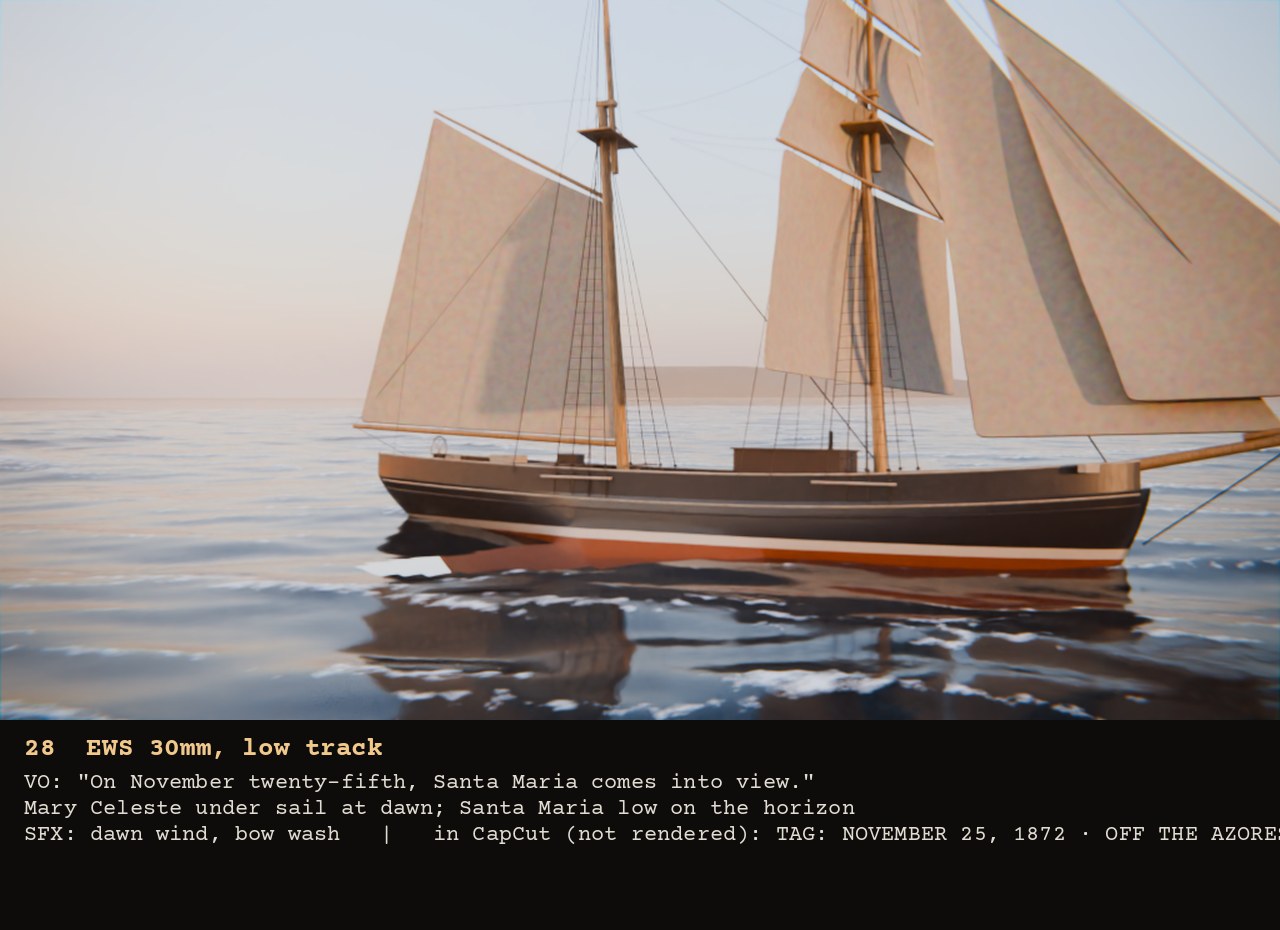 28  EWS 30mm, low track
VO: "On November twenty-fifth, Santa Maria comes into view."
Mary Celeste under sail at dawn; Santa Maria low on the horizon
SFX: dawn wind, bow wash   |   in CapCut (not rendered): TAG: NOVEMBER 25, 1872 · OFF THE AZORES